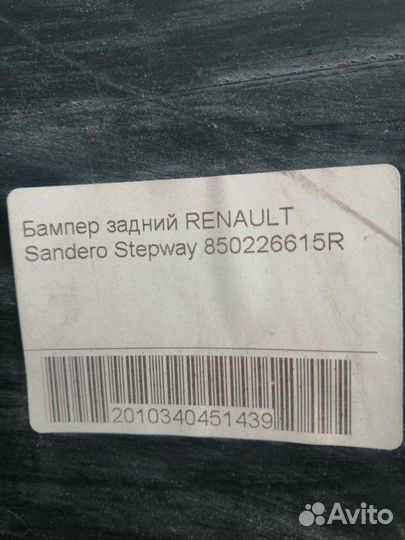 Бампер задний RENAULT
Sandero Stepway 850226615R
2010340451439
Avito